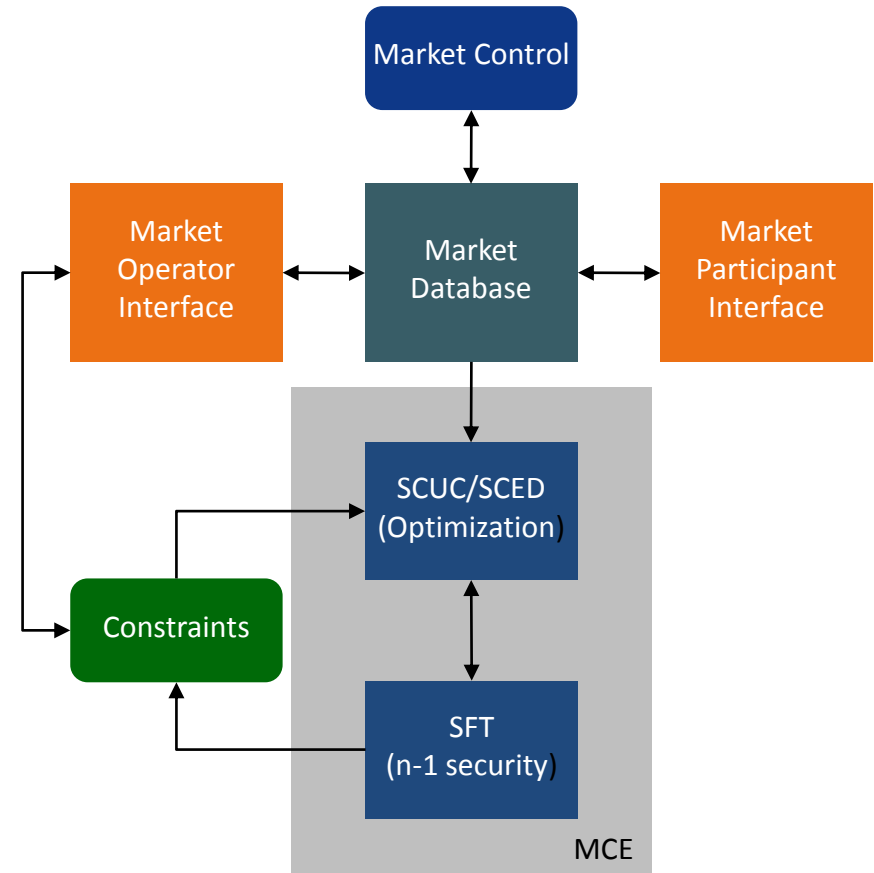 Market Control
Market
Operator
Interface
Market
Database
Market
Participant
Interface
SCUC/SCED
(Optimization)
Constraints
SFT
(n-1 security)
MCE